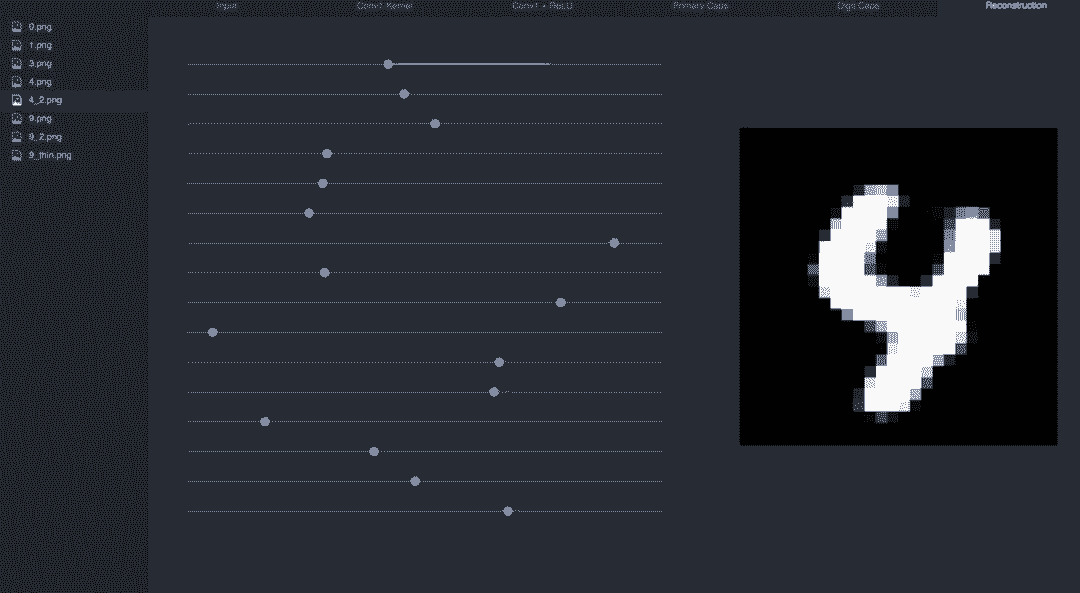 Input Conv1 Kernel Conv1 + ReLU Primary Caps Digit Caps Reconstruction
0.png
1.png
3.png
4.png
4_2.png
9.png
9_2.png
9_thin.png
4